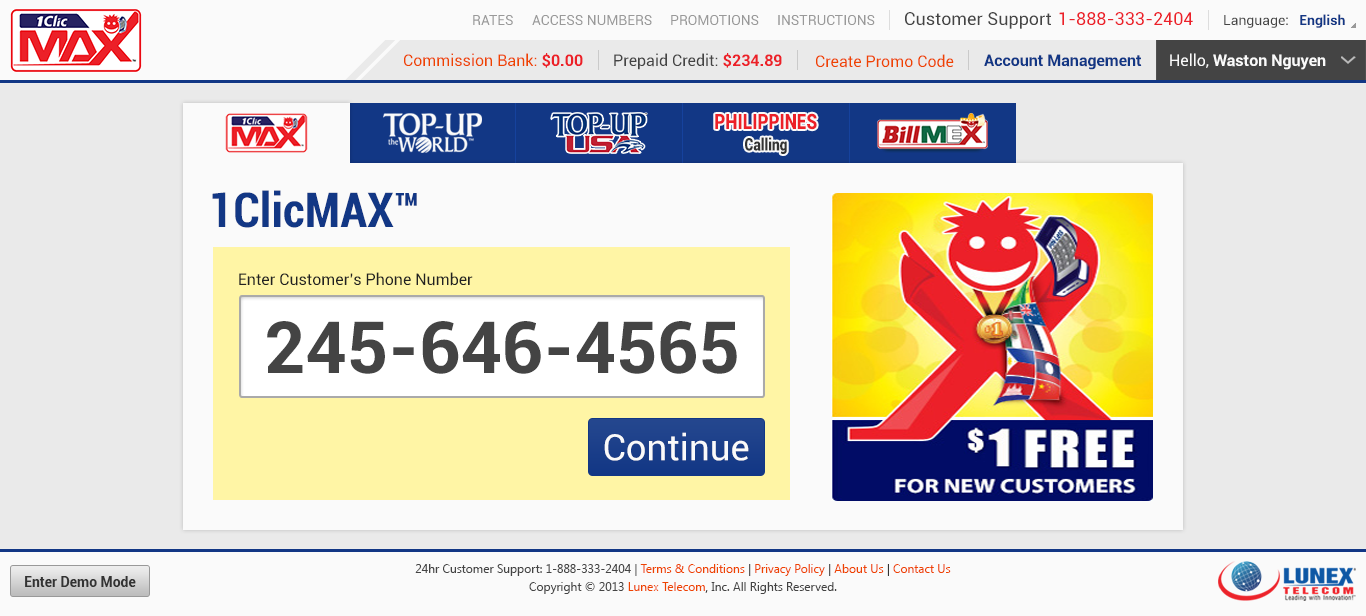 1Clic
MAX™
RATES ACCESS NUMBERS PROMOTIONS INSTRUCTIONS Customer Support 1-888-333-2404 Language: English
Commission Bank: $0.00 Prepaid Credit: $234.89 Create Promo Code Account Management Hello, Waston Nguyen
1Clic
MAX
TOP-UP
the WORLD™
TOP-UP
USA
PHILIPPINES
Calling
BillMEX
1ClicMAX™
Enter Customer's Phone Number
245-646-4565
Continue
$1
$1 FREE
FOR NEW CUSTOMERS
Enter Demo Mode
24hr Customer Support: 1-888-333-2404 | Terms & Conditions | Privacy Policy | About Us | Contact Us
Copyright © 2013 Lunex Telecom, Inc. All Rights Reserved.
LUNEX
TELECOM
Leading with Innovation!